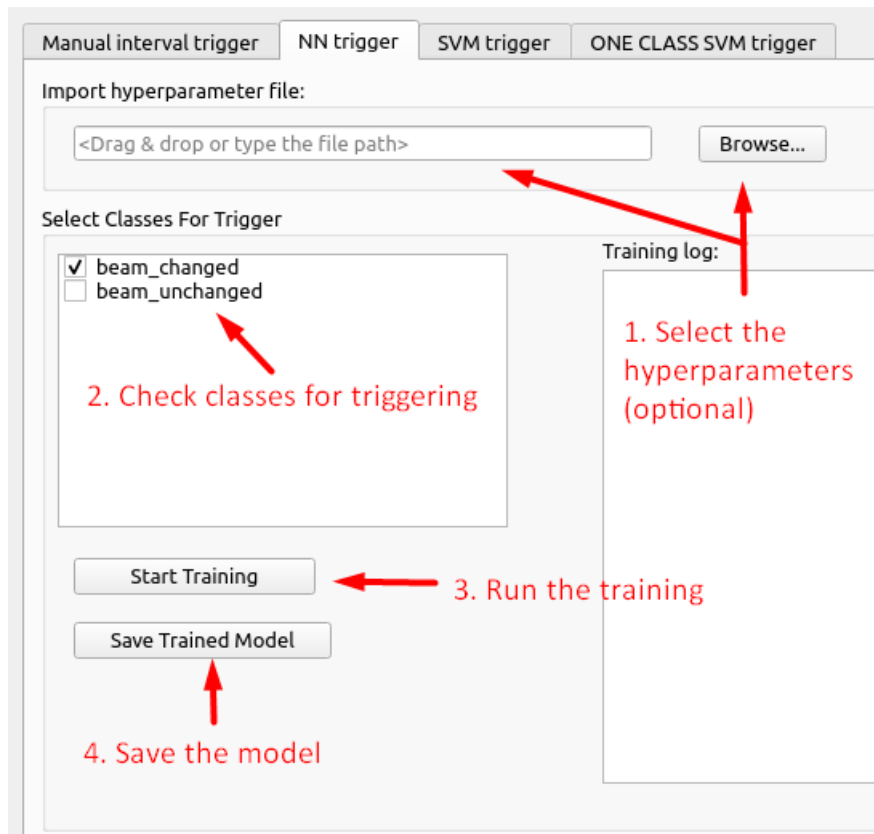 Manual interval trigger NN trigger SVM trigger ONE CLASS SVM trigger
Import hyperparameter file:
<Drag & drop or type the file path> Browse...
Select Classes For Trigger
Training log:
beam_changed
beam_unchanged
1. Select the
hyperparameters
(optional)
2. Check classes for triggering
Start Training
3. Run the training
Save Trained Model
4. Save the model